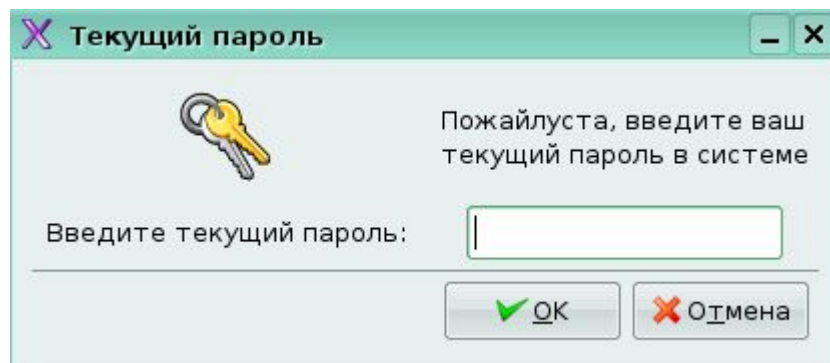 Текущий пароль
Пожайлуста, введите ваш
текущий пароль в системе
Введите текущий пароль:
OK
Отмена